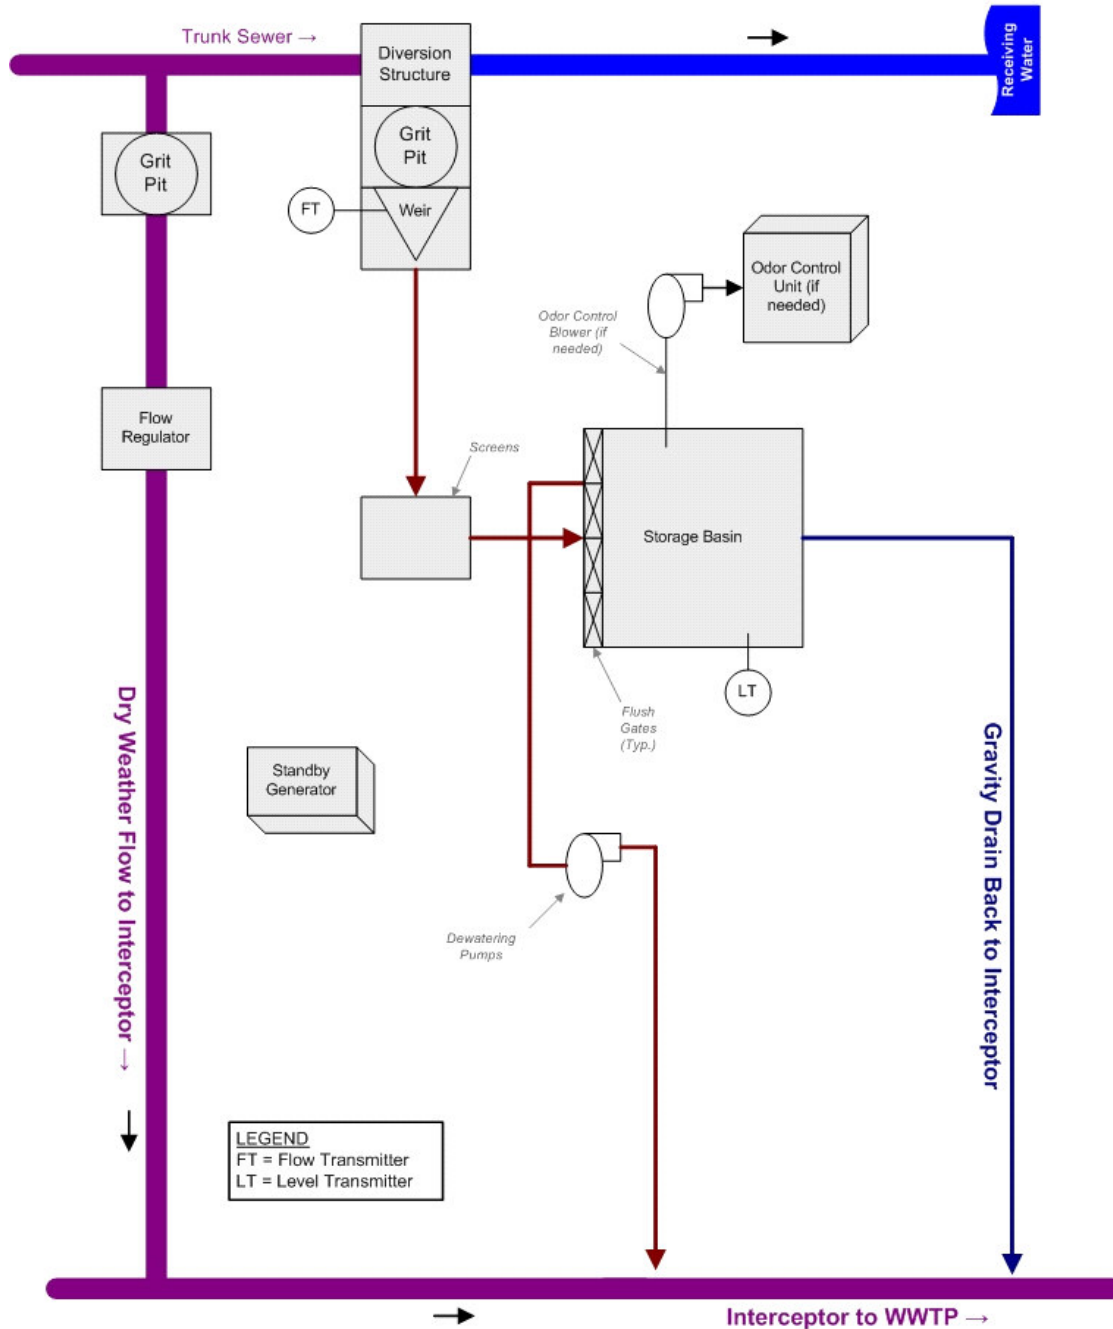 Trunk Sewer →
Diversion
Structure
Receiving
Water
Grit
Pit
Grit
Pit
FT
Weir
Odor Control
Unit (if
needed)
Odor Control
Blower (if
needed)
Flow
Regulator
Screens
Storage Basin
LT
Flush
Gates
(Typ.)
Dry Weather Flow to Interceptor →
Gravity Drain Back to Interceptor
Standby
Generator
Dewatering
Pumps
LEGEND
FT = Flow Transmitter
LT = Level Transmitter
Interceptor to WWTP →